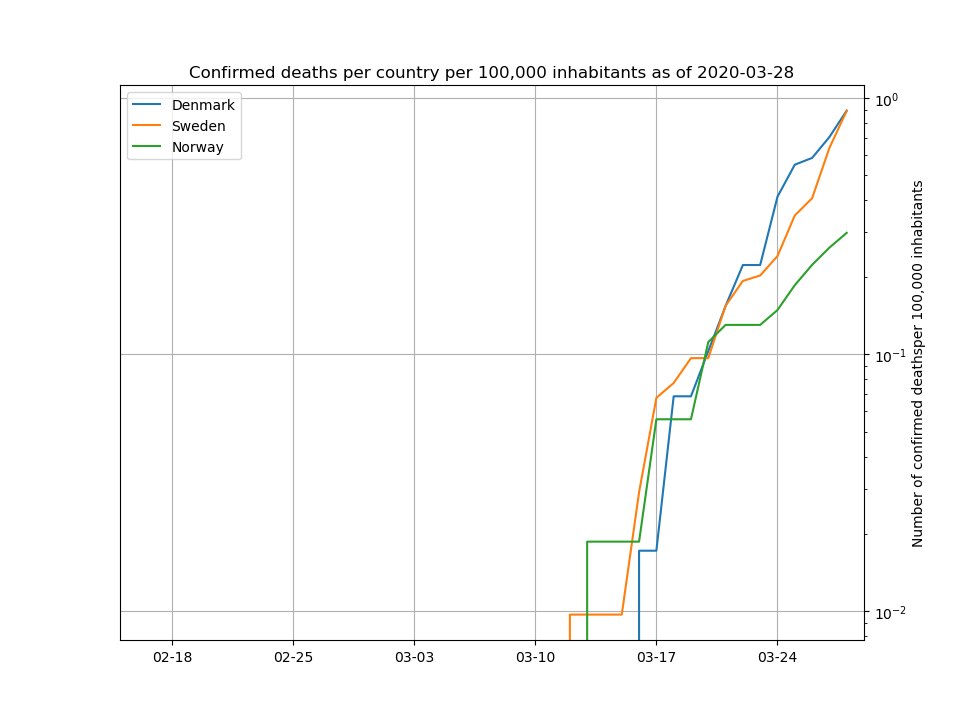 Confirmed deaths per country per 100,000 inhabitants as of 2020-03-28
Denmark
Sweden
Norway
10⁰
10⁻¹
10⁻²
Number of confirmed deathsper 100,000 inhabitants
02-18 02-25 03-03 03-10 03-17 03-24